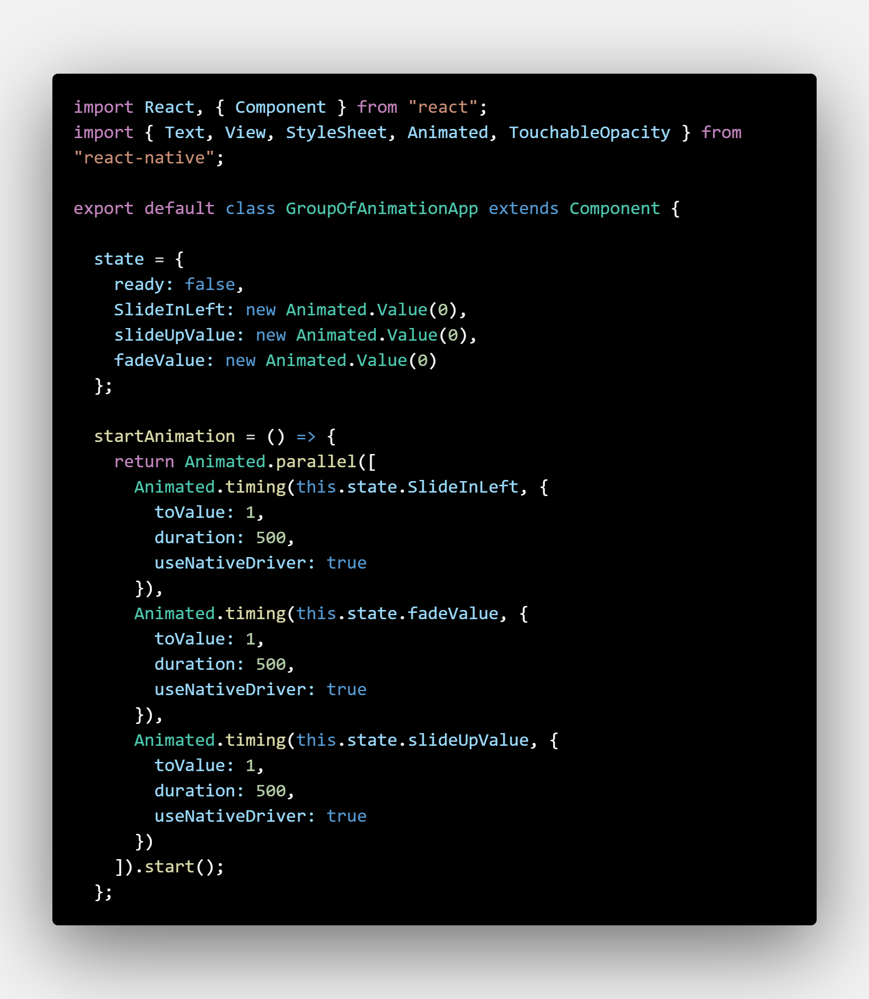 import React, { Component } from "react";
import { Text, View, StyleSheet, Animated, TouchableOpacity } from
"react-native";

export default class GroupOfAnimationApp extends Component {

  state = {
    ready: false,
    SlideInLeft: new Animated.Value(0),
    slideUpValue: new Animated.Value(0),
    fadeValue: new Animated.Value(0)
  };

  startAnimation = () => {
    return Animated.parallel([
      Animated.timing(this.state.SlideInLeft, {
        toValue: 1,
        duration: 500,
        useNativeDriver: true
      }),
      Animated.timing(this.state.fadeValue, {
        toValue: 1,
        duration: 500,
        useNativeDriver: true
      }),
      Animated.timing(this.state.slideUpValue, {
        toValue: 1,
        duration: 500,
        useNativeDriver: true
      })
    ]).start();
  };